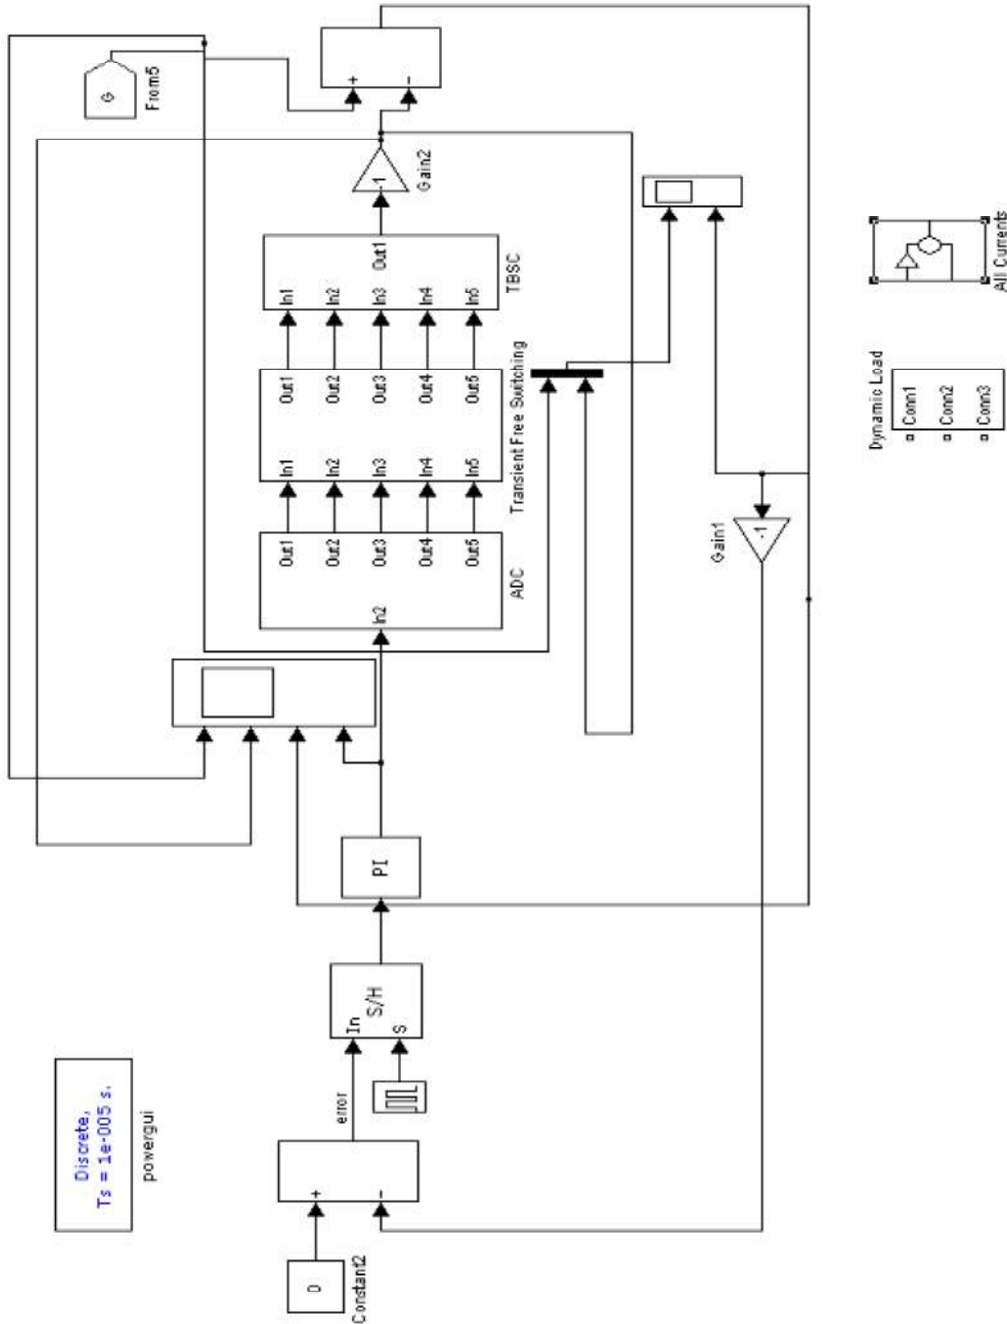 Discrete,
Ts = 1e-005 s.
powergui
G
From5
0
Constant2
+
-
error
In
S/H
S
PI
In2
Out1
Out2
Out3
Out4
Out5
ADC
In1
In2
In3
In4
In5
Out1
Out2
Out3
Out4
Out5
Transient Free Switching
In1
In2
In3
In4
In5
Out1
TBSC
-1
Gain2
+
-
Gain1
-1
Dynamic Load
Conn1
Conn2
Conn3
All Currents